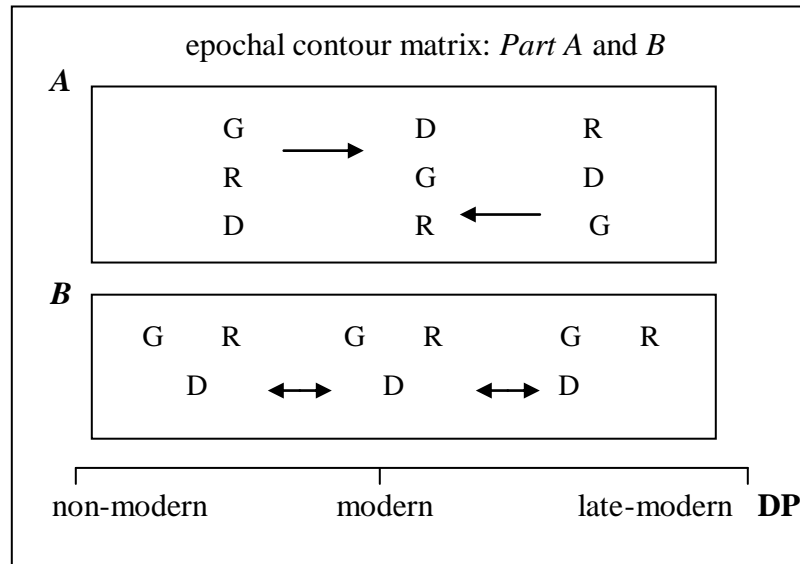 epochal contour matrix: Part A and B
A
G D R
R G D
D R G
B
G R G R G R
D D D
non-modern modern late-modern DP